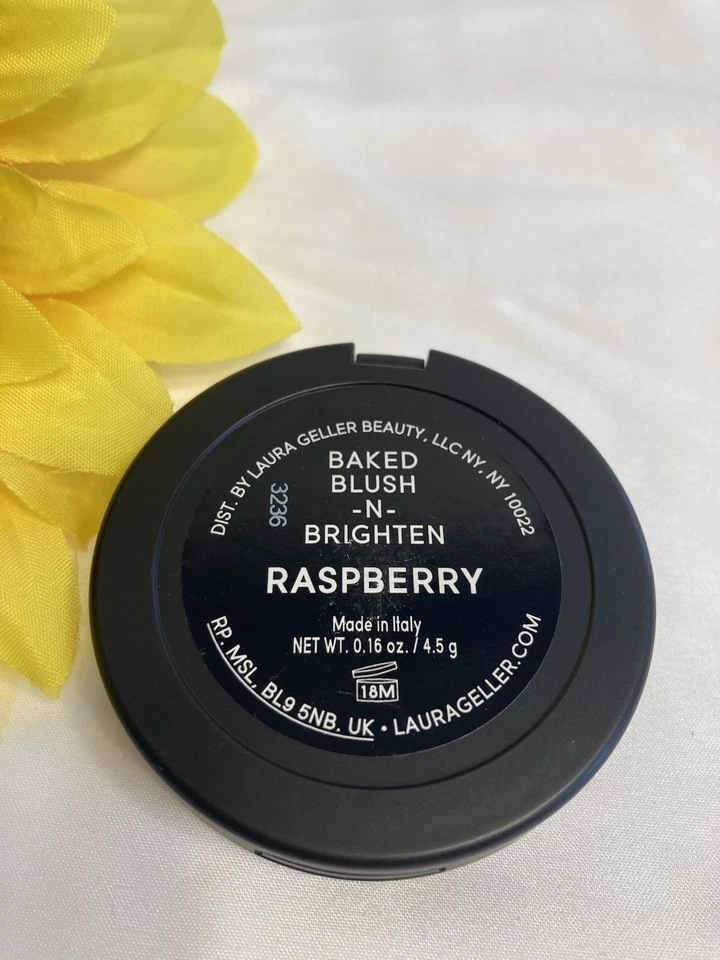 DIST. BY LAURA GELLER BEAUTY, LLC NY, NY 10022
3236
BAKED
BLUSH
-N-
BRIGHTEN
RASPBERRY
Made in Italy
NET WT. 0.16 oz. / 4.5 g
18M
RP. MSL, BL9 5NB. UK • LAURAGELLER.COM